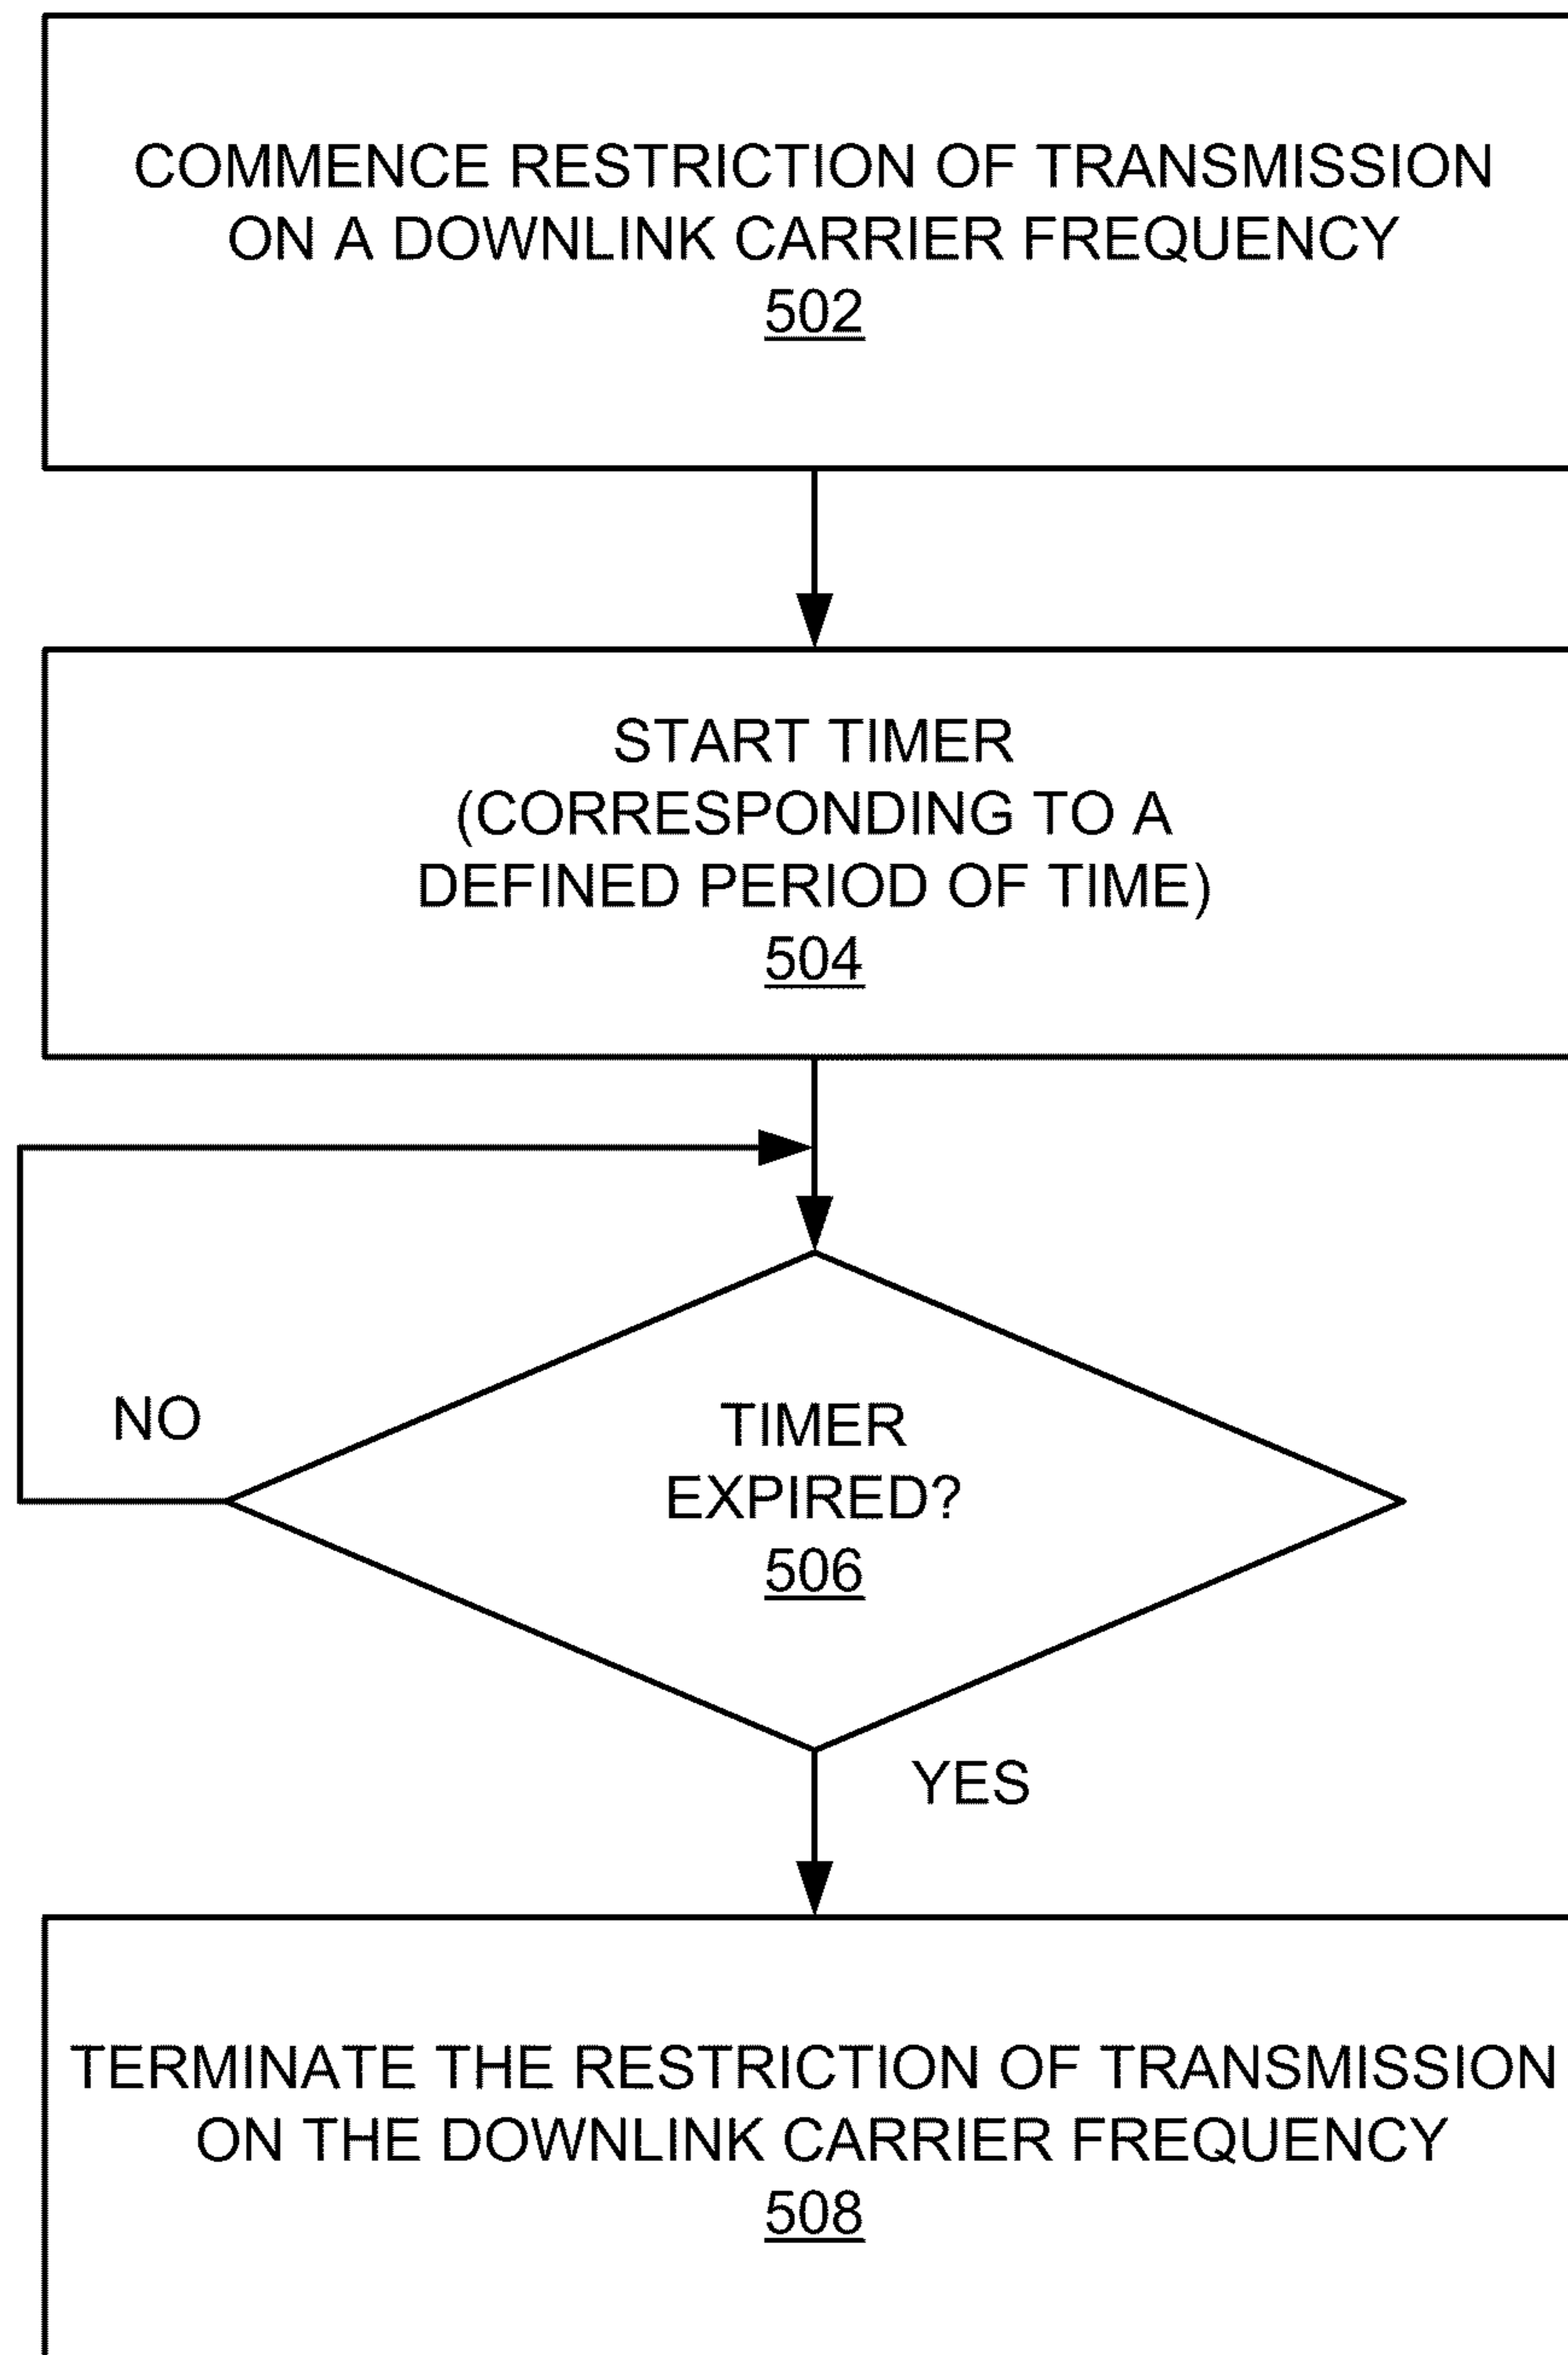 COMMENCE RESTRICTION OF TRANSMISSION
ON A DOWNLINK CARRIER FREQUENCY
502
START TIMER
(CORRESPONDING TO A
DEFINED PERIOD OF TIME)
504
NO
TIMER
EXPIRED?
506
YES
TERMINATE THE RESTRICTION OF TRANSMISSION
ON THE DOWNLINK CARRIER FREQUENCY
508